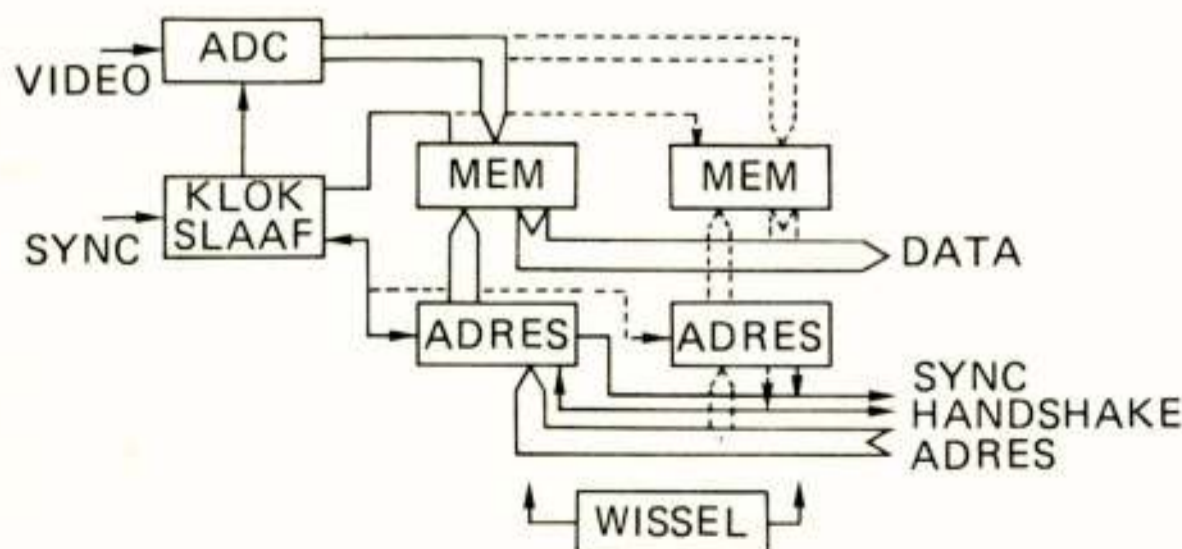 ADC
VIDEO
MEM
MEM
KLOK
SLAAF
SYNC
DATA
ADRES
ADRES
SYNC
HANDSHAKE
ADRES
WISSEL